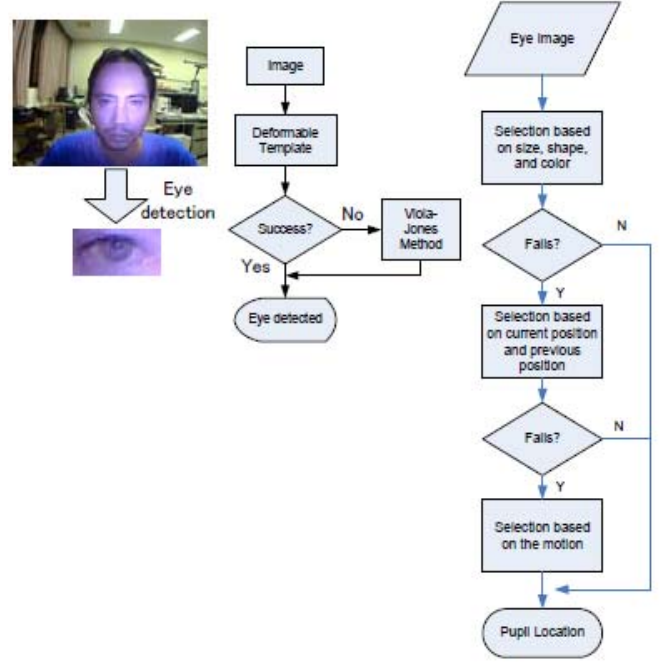 Eye
detection
Image
Deformable
Template
Success?
No
Viola-
Jones
Method
Yes
Eye detected
Eye Image
Selection based
on size, shape,
and color
Fails?
N
Y
Selection based
on current position
and previous
position
Fails?
N
Y
Selection based
on the motion
Pupil Location